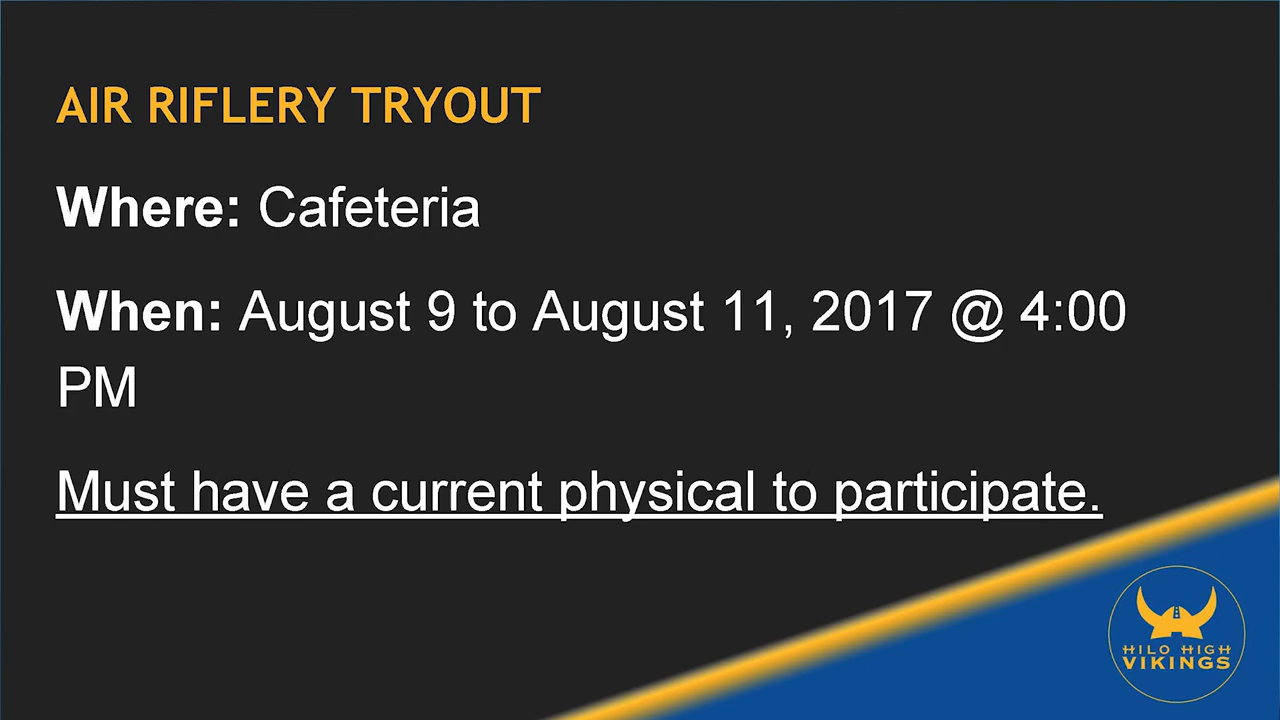 AIR RIFLERY TRYOUT
Where: Cafeteria
When: August 9 to August 11, 2017 @ 4:00
PM
Must have a current physical to participate.
HILO HIGH
VIKINGS